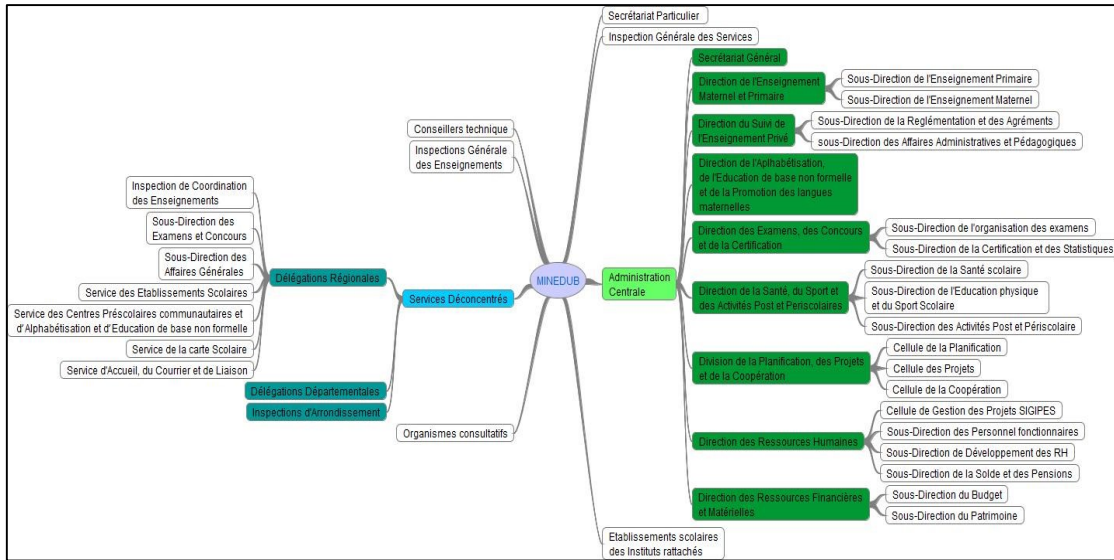 Secrétariat Particulier
Inspection Générale des Services
Conseillers technique
Inspections Générale
des Enseignements
Inspection de Coordination
des Enseignements
Sous-Direction des
Examens et Concours
Sous-Direction des
Affaires Générales
Service des Etablissements Scolaires
Service des Centres Préscolaires communautaires et
d'Alphabétisation et d'Education de base non formelle
Service de la carte Scolaire
Service d'Accueil, du Courrier et de Liaison
Délégations Régionales
Délégations Départementales
Inspections d'Arrondissement
Services Déconcentrés
Organismes consultatifs
MINEDUB
Administration
Centrale
Secrétariat Général
Direction de l'Enseignement
Maternel et Primaire
Sous-Direction de l'Enseignement Primaire
Sous-Direction de l'Enseignement Maternel
Direction du Suivi de
l'Enseignement Privé
Sous-Direction de la Reglémentation et des Agréments
sous-Direction des Affaires Administratives et Pédagogiques
Direction de l'Aplhabétisation,
de l'Education de base non formelle
et de la Promotion des langues
maternelles
Direction des Examens, des Concours
et de la Certification
Sous-Direction de l'organisation des examens
Sous-Direction de la Certification et des Statistiques
Direction de la Santé, du Sport et
des Activités Post et Periscolaires
Sous-Direction de la Santé scolaire
Sous-Direction de l'Education physique
et du Sport Scolaire
Sous-Direction des Activités Post et Périscolaire
Division de la Planification, des Projets
et de la Coopération
Cellule de la Planification
Cellule des Projets
Cellule de la Coopération
Direction des Ressources Humaines
Cellule de Gestion des Projets SIGIPES
Sous-Direction des Personnel fonctionnaires
Sous-Direction de Développement des RH
Sous-Direction de la Solde et des Pensions
Direction des Ressources Financières
et Matérielles
Sous-Direction du Budget
Sous-Direction du Patrimoine
Etablissements scolaires
des Instituts rattachés